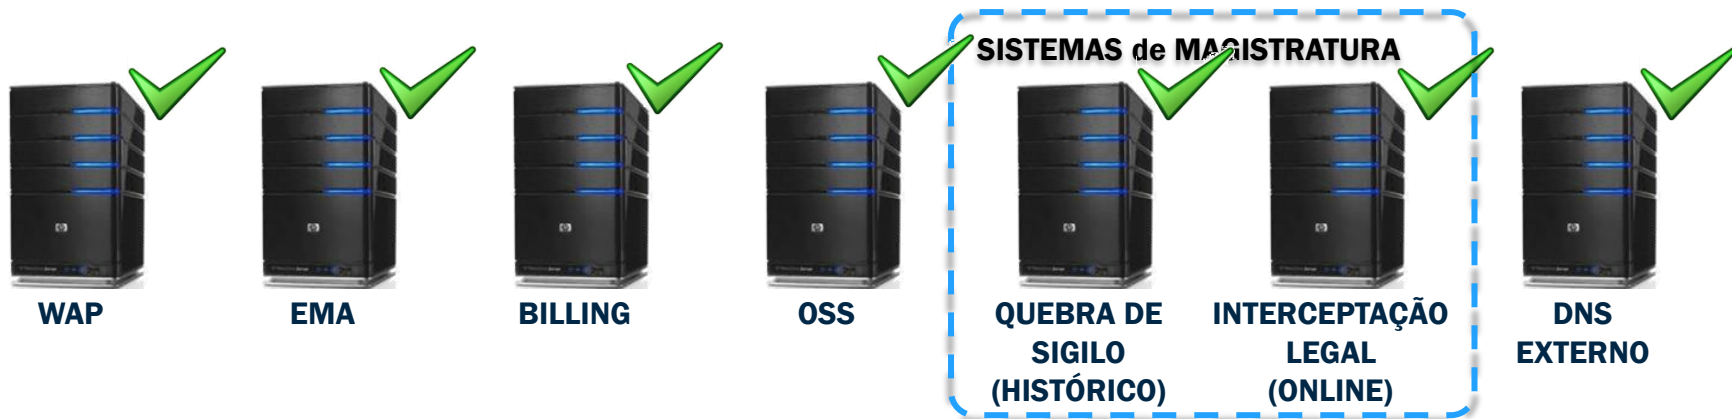 SISTEMAS de MAGISTRATURA
WAP
EMA
BILLING
OSS
QUEBRA DE
SIGILO
(HISTÓRICO)
INTERCEPTAÇÃO
LEGAL
(ONLINE)
DNS
EXTERNO